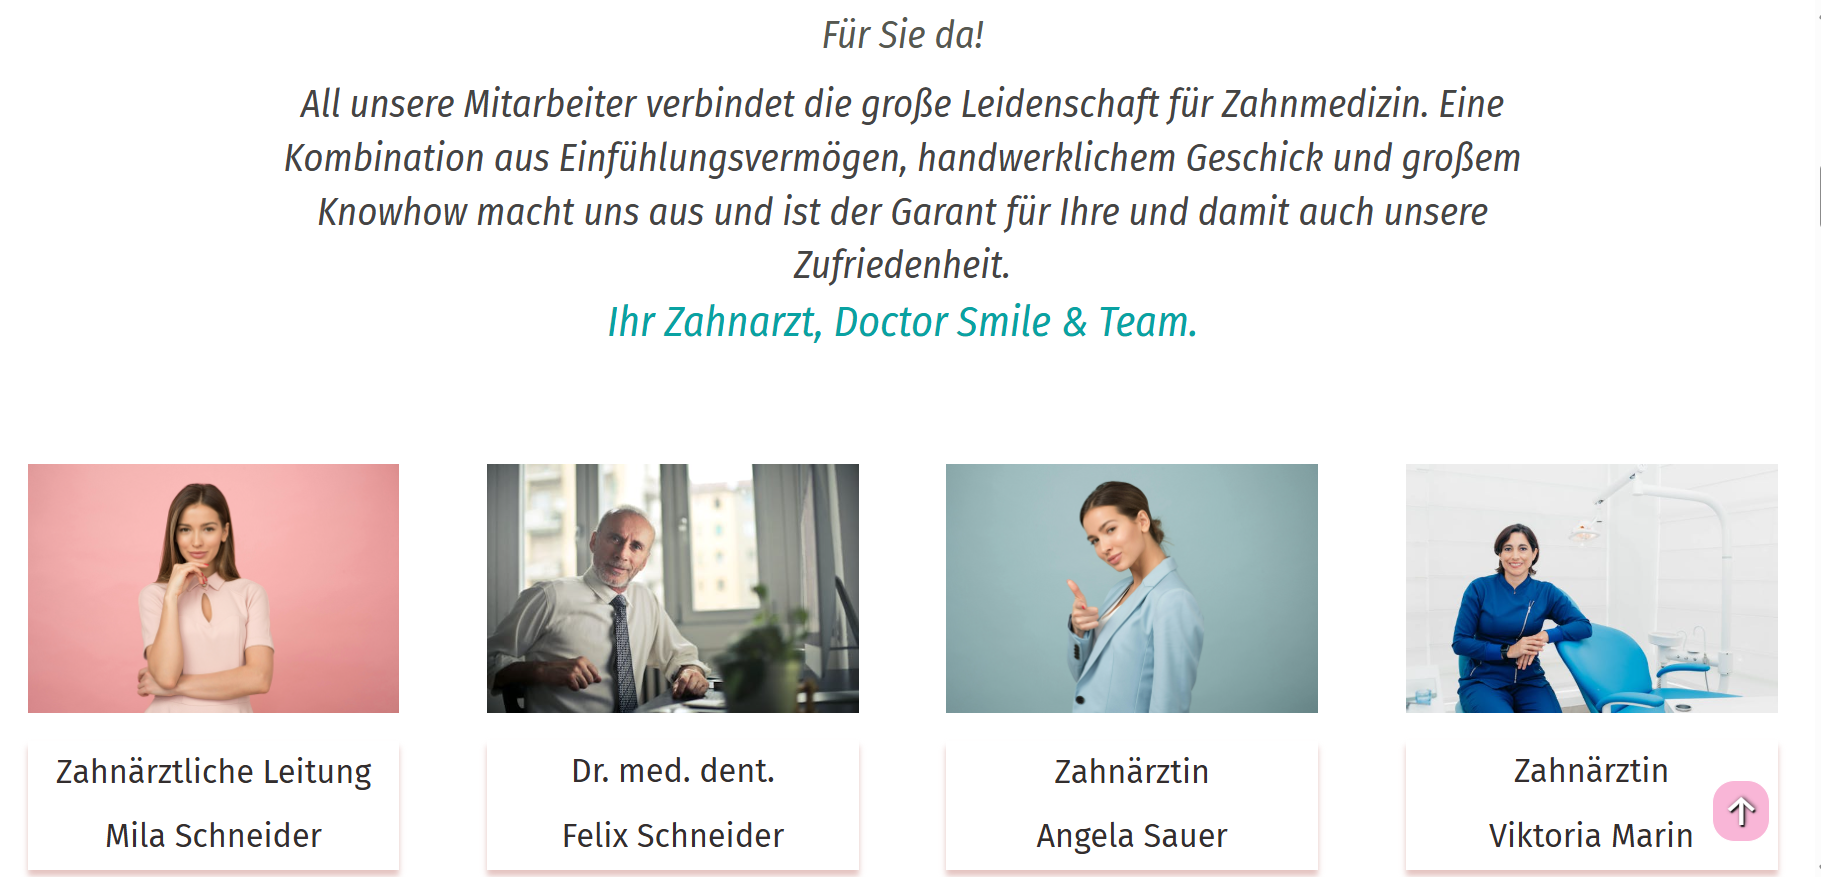 Für Sie da!
All unsere Mitarbeiter verbindet die große Leidenschaft für Zahnmedizin. Eine
Kombination aus Einfühlungsvermögen, handwerklichem Geschick und großem
Knowhow macht uns aus und ist der Garant für Ihre und damit auch unsere
Zufriedenheit.
Ihr Zahnarzt, Doctor Smile & Team.
Zahnärztliche Leitung
Mila Schneider
Dr. med. dent.
Felix Schneider
Zahnärztin
Angela Sauer
Zahnärztin
Viktoria Marin